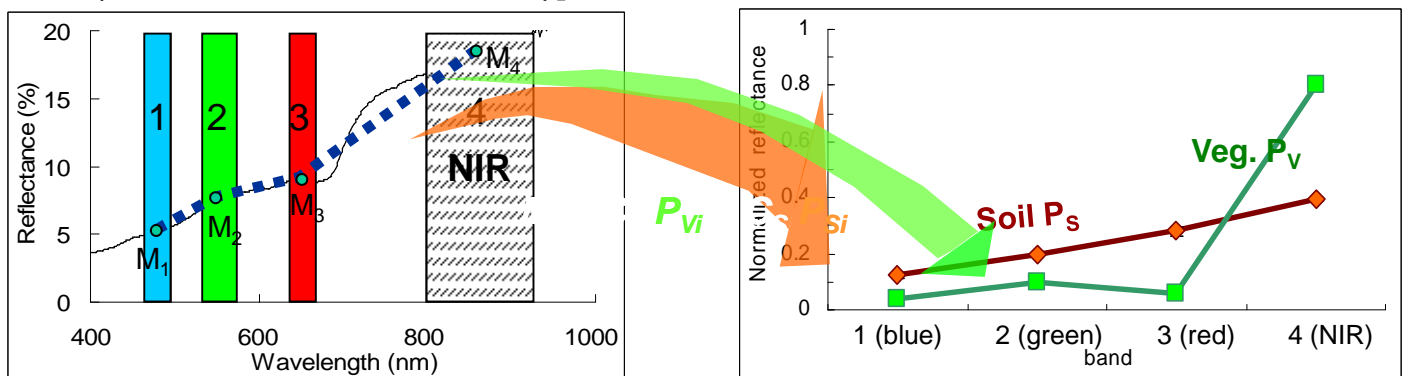 Reflectance (%)
20
15
10
5
0
1
2
3
4
NIR
M1
M2
M3
M4
400
600
800
1000
Wavelength (nm)
PVi
Si
Normalized reflectance
1
0.8
0.6
0.4
0.2
0
Veg. PV
Soil PS
1 (blue)
2 (green)
3 (red)
4 (NIR)
band